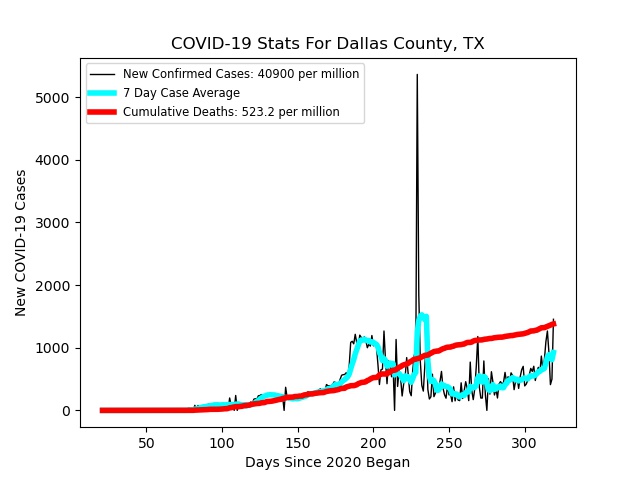 COVID-19 Stats For Dallas County, TX
New Confirmed Cases: 40900 per million
7 Day Case Average
Cumulative Deaths: 523.2 per million
New COVID-19 Cases
5000
4000
3000
2000
1000
0
50 100 150 200 250 300
Days Since 2020 Began